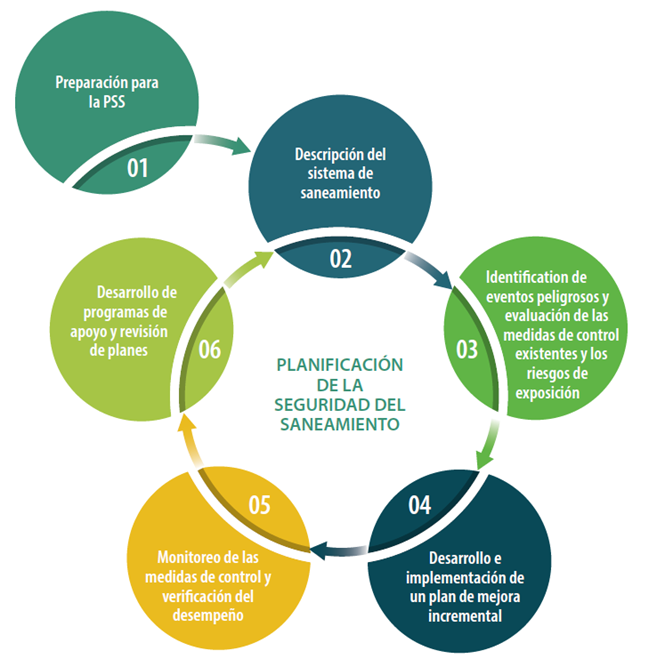 Preparación para
la PSS
01
Descripción del
sistema de
saneamiento
02
Identification de
eventos peligrosos y
evaluación de las
medidas de control
existentes y los
riesgos de
exposición
03
04
Desarrollo e
implementación de
un plan de mejora
incremental
05
Monitoreo de las
medidas de control y
verificación del
desempeño
Desarrollo de
programas de
apoyo y revisión
de planes
06
PLANIFICACIÓN
DE LA
SEGURIDAD DEL
SANEAMIENTO